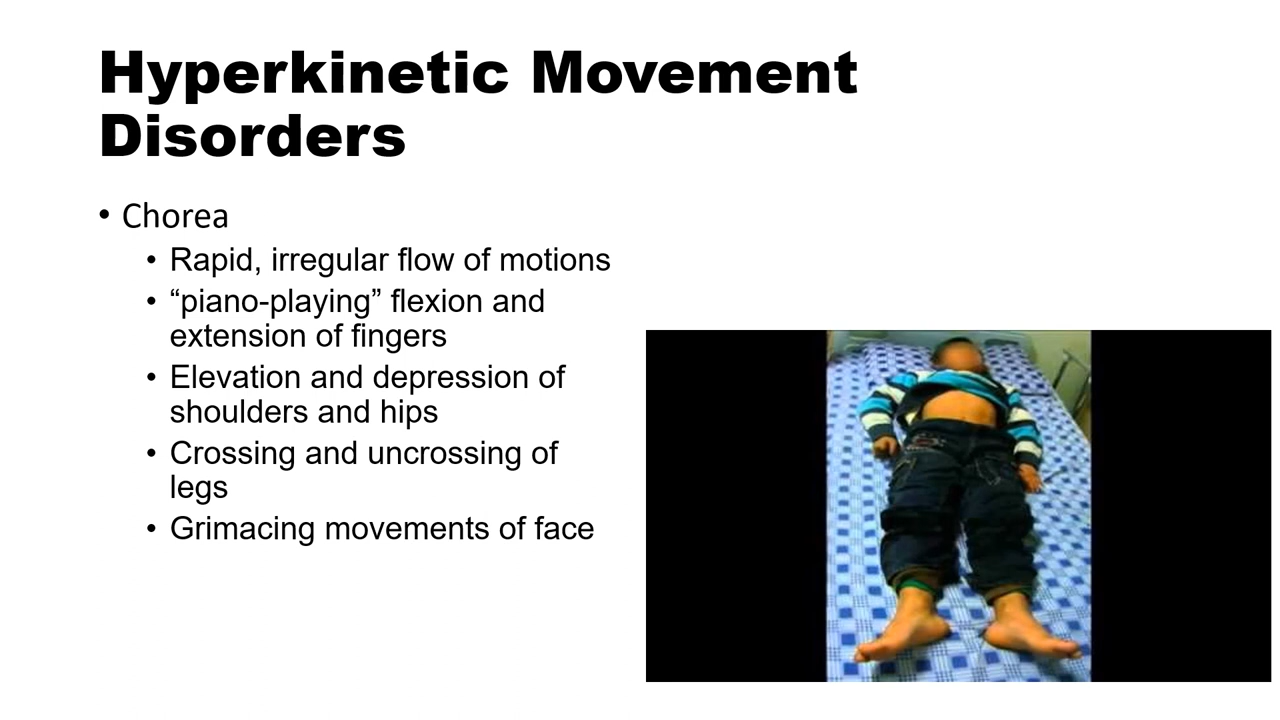 Hyperkinetic Movement
Disorders
• Chorea
• Rapid, irregular flow of motions
• “piano-playing” flexion and
extension of fingers
• Elevation and depression of
shoulders and hips
• Crossing and uncrossing of
legs
• Grimacing movements of face